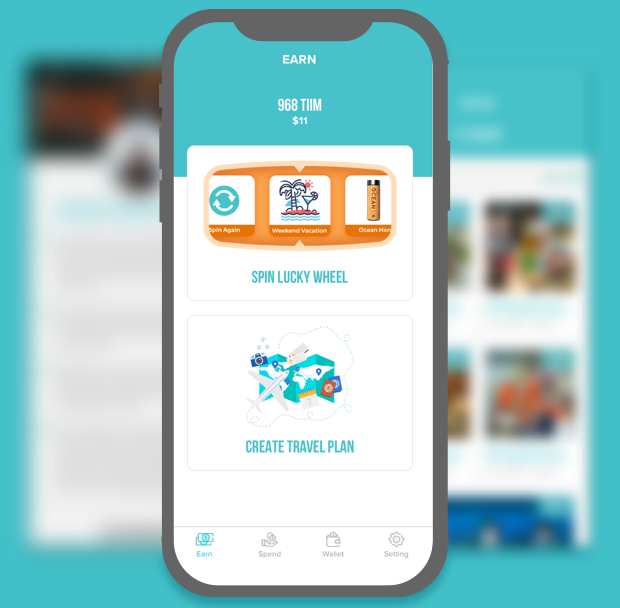 EARN
968 TIIM
$11
Spin Again
Weekend Vacation
Ocean
OCEAN
SPIN LUCKY WHEEL
CREATE TRAVEL PLAN
Earn
Spend
Wallet
Setting